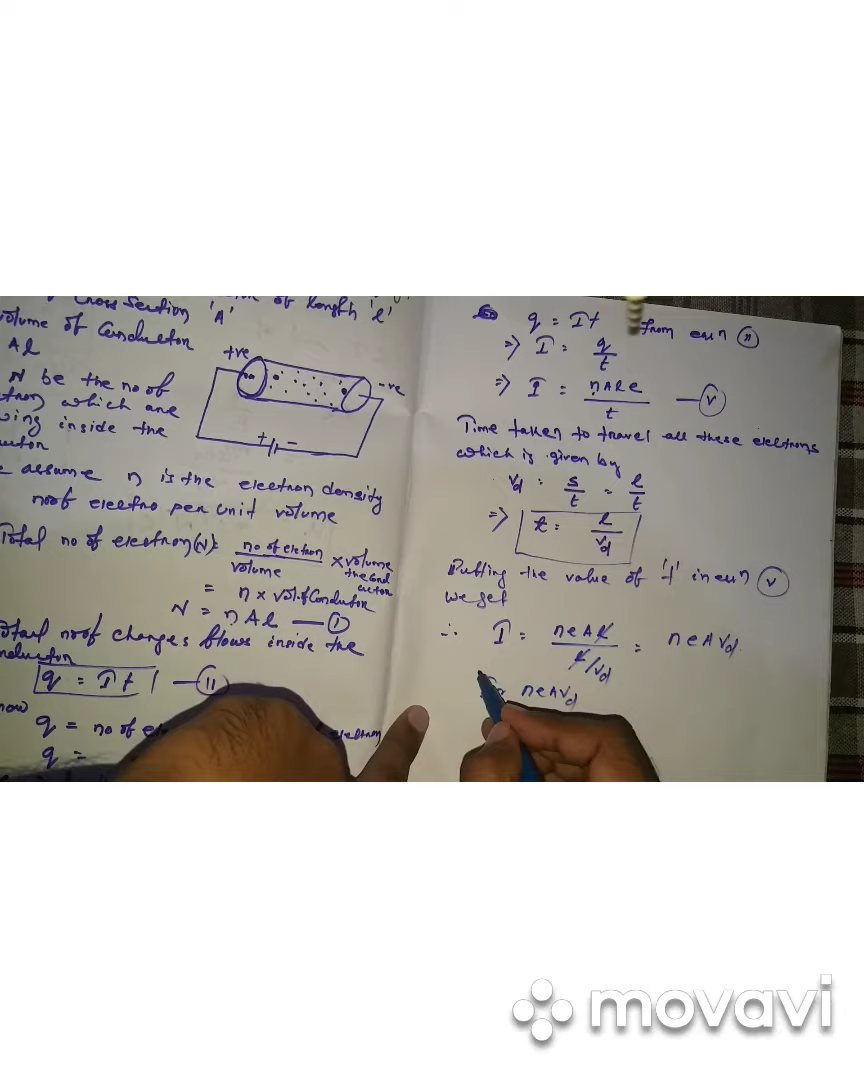 Cross Section 'A' of length 'l'
volume of Conductor
Al
N be the no of
which are
inside the
+ve
-ve
+ -
assume n is the electron density
no of electro per unit volume
Total no of electron(N): no of eletron / volume × volume the conductor
= n × vol. of Conductor
N = nAl — (i)
no of charges flows inside the
q = It — (ii)
q = no of
q =
q = It from eqn (ii)
=> I = q/t
=> I = nAle/t — (v)
Time taken to travel all these electrons
which is given by
vd = s/t = l/t
=> t = l/vd
Putting the value of 't' in eqn (v)
we get
∴ I = neAl / l/vd = neAvd
neAvd
movavi